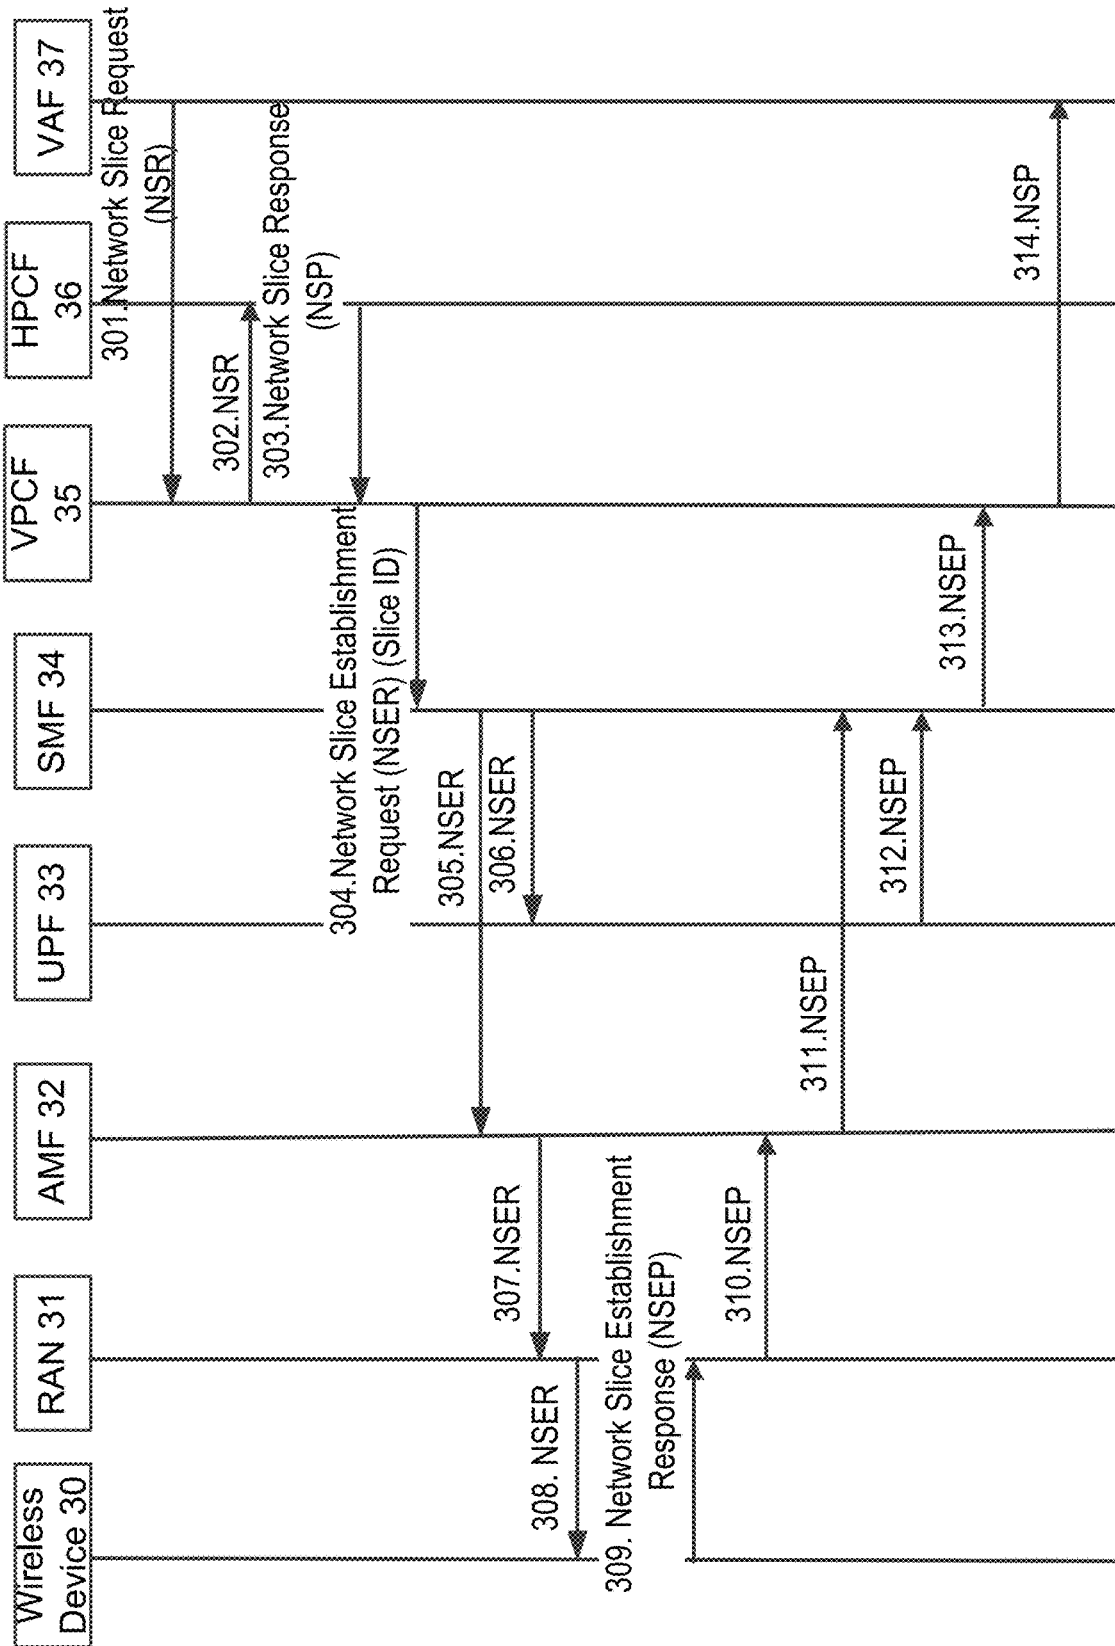 Wireless
Device 30
RAN 31
AMF 32
UPF 33
SMF 34
VPCF
35
HPCF
36
VAF 37
301.Network Slice Request
(NSR)
302.NSR
303.Network Slice Response
(NSP)
304.Network Slice Establishment
Request (NSER) (Slice ID)
305.NSER
306.NSER
307.NSER
308. NSER
309. Network Slice Establishment
Response (NSEP)
310.NSEP
311.NSEP
312.NSEP
313.NSEP
314.NSP